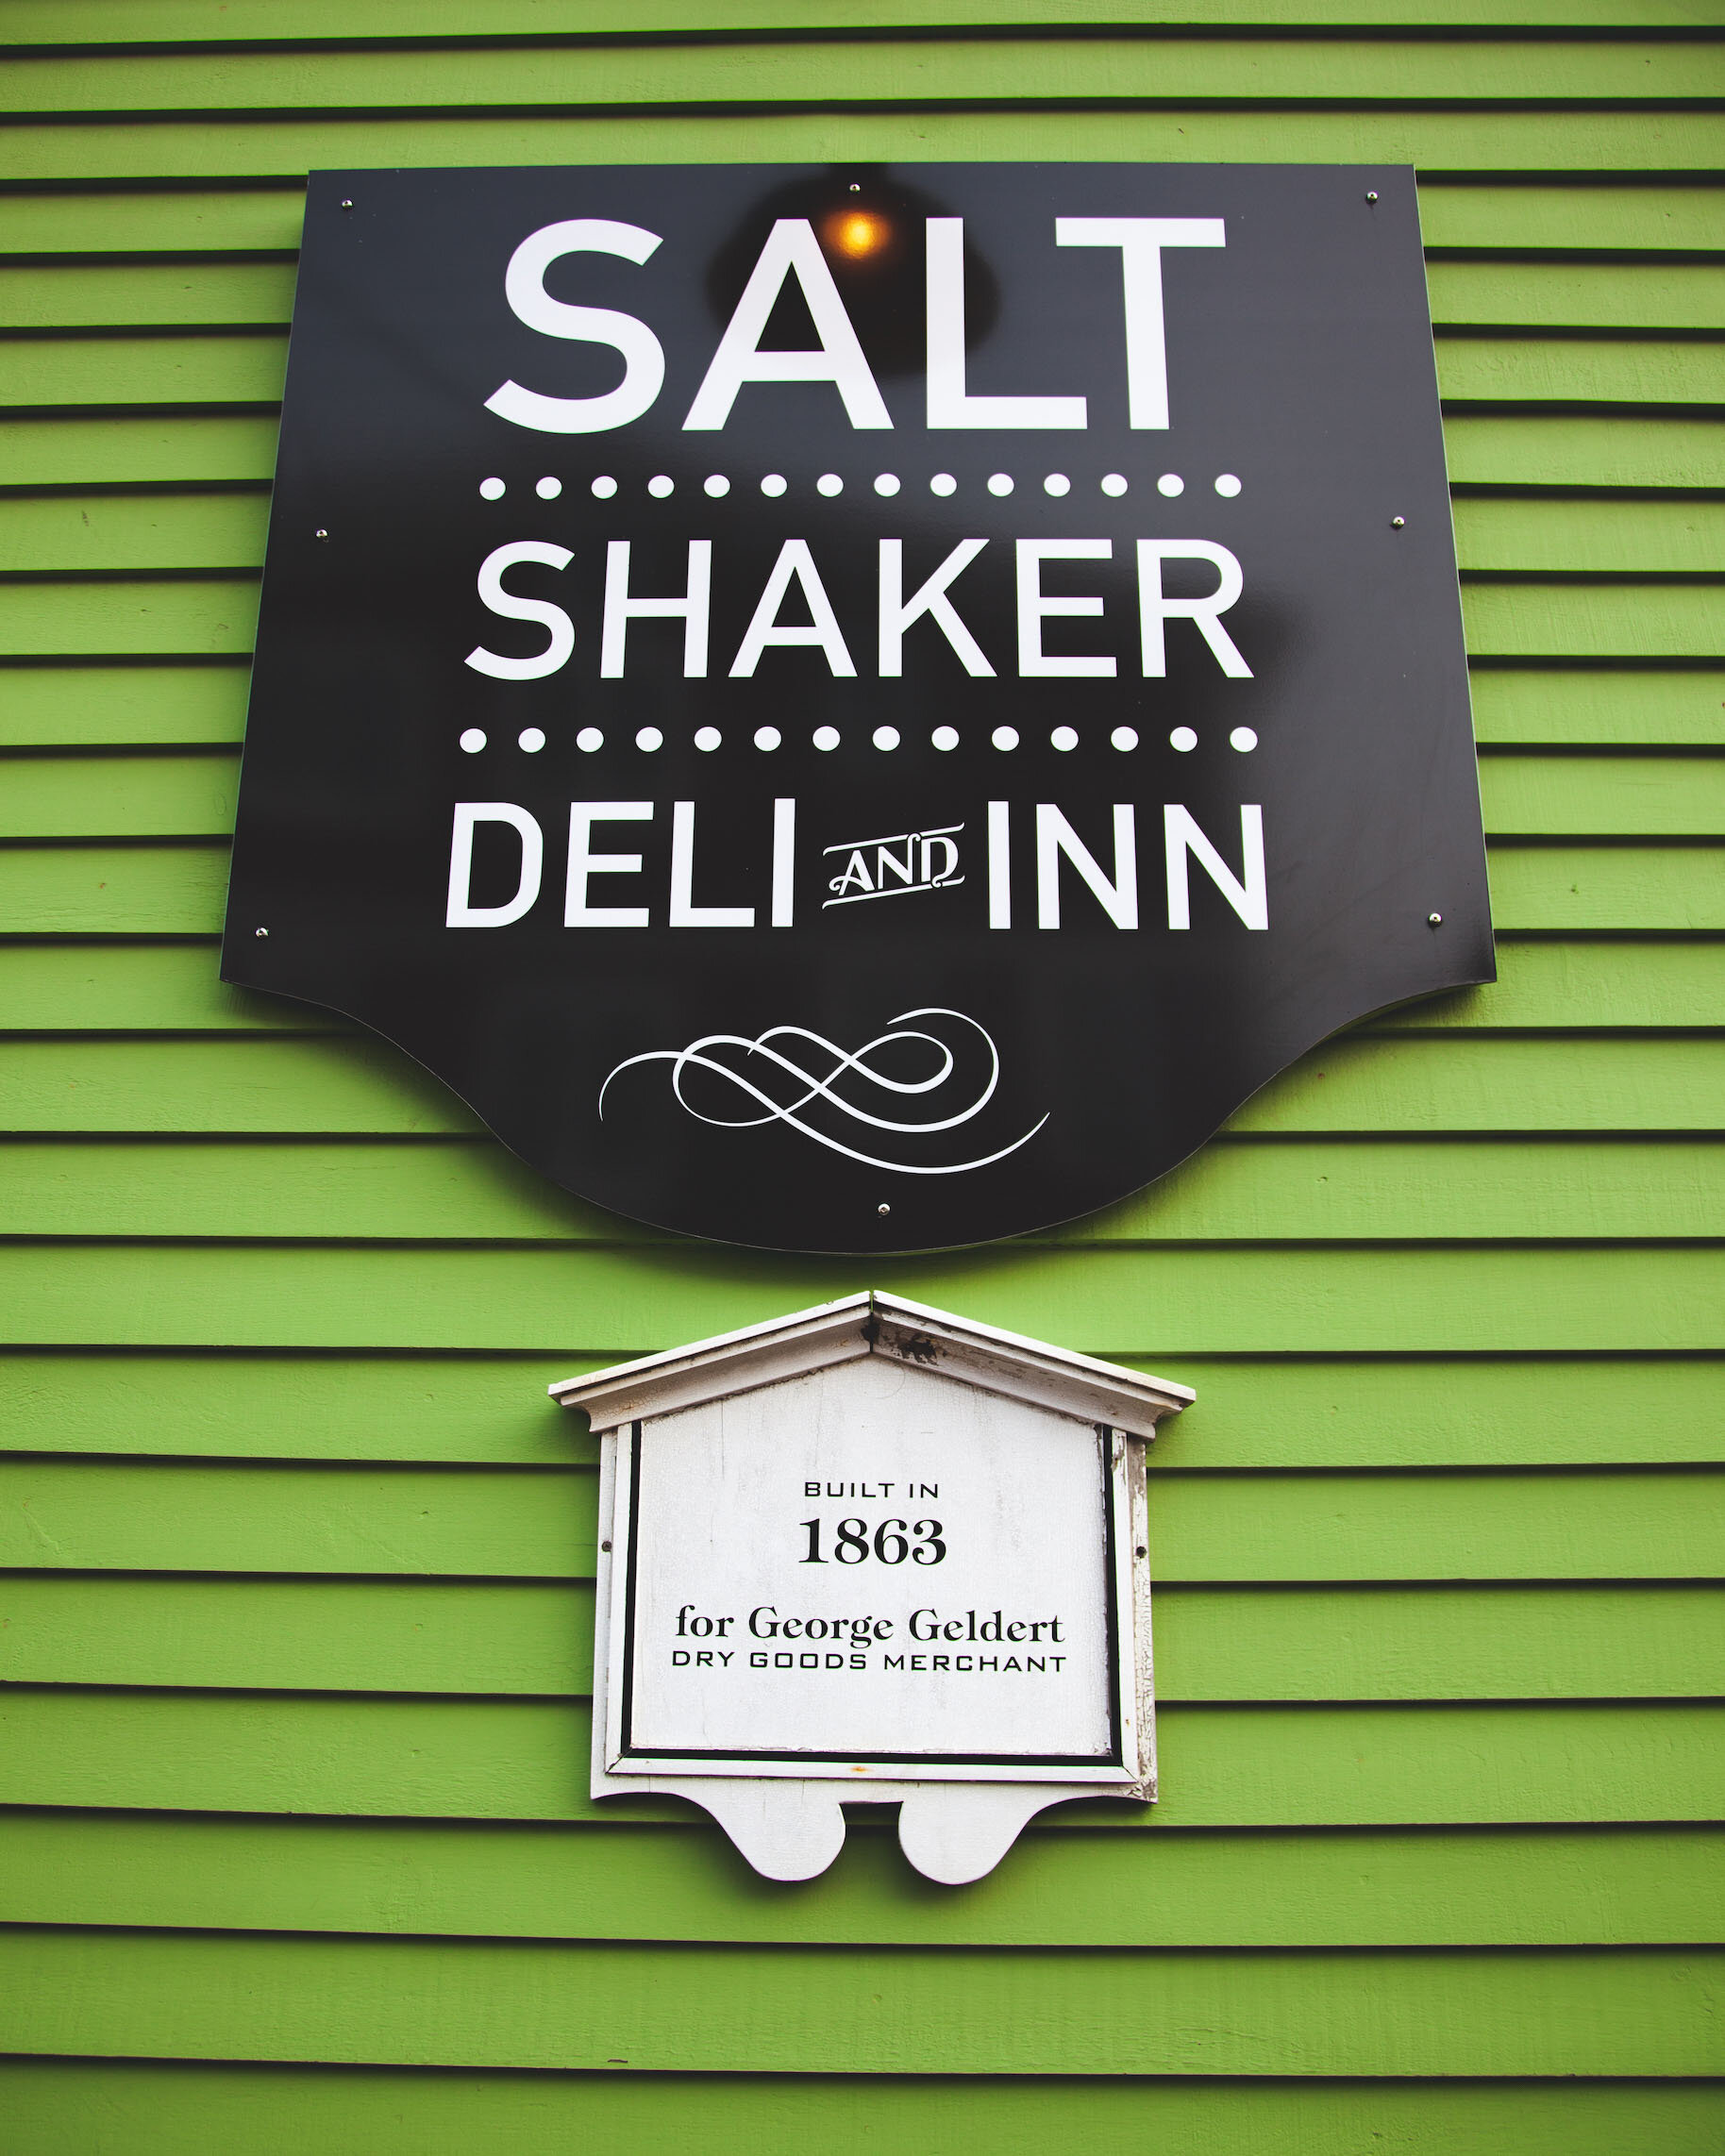 SALT
SHAKER
DELI AND INN
BUILT IN
1863
for George Geldert
DRY GOODS MERCHANT